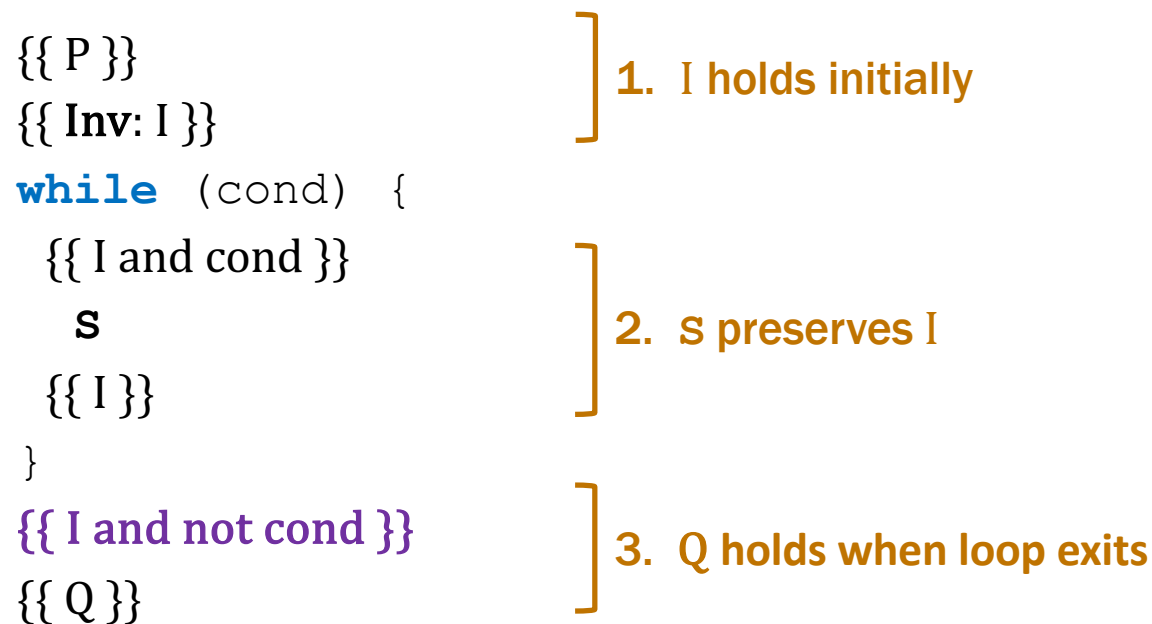 {{ P }}
1. I holds initially
{{ Inv: I }}
while (cond) {
{{ I and cond }}
S
2. S preserves I
{{ I }}
}
{{ I and not cond }}
3. Q holds when loop exits
{{ Q }}